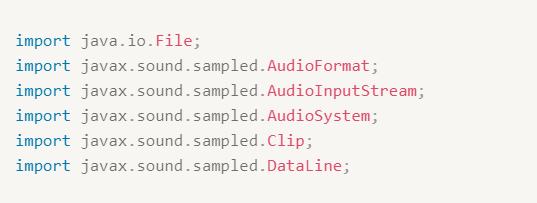 import java.io.File;
import javax.sound.sampled.AudioFormat;
import javax.sound.sampled.AudioInputStream;
import javax.sound.sampled.AudioSystem;
import javax.sound.sampled.Clip;
import javax.sound.sampled.DataLine;